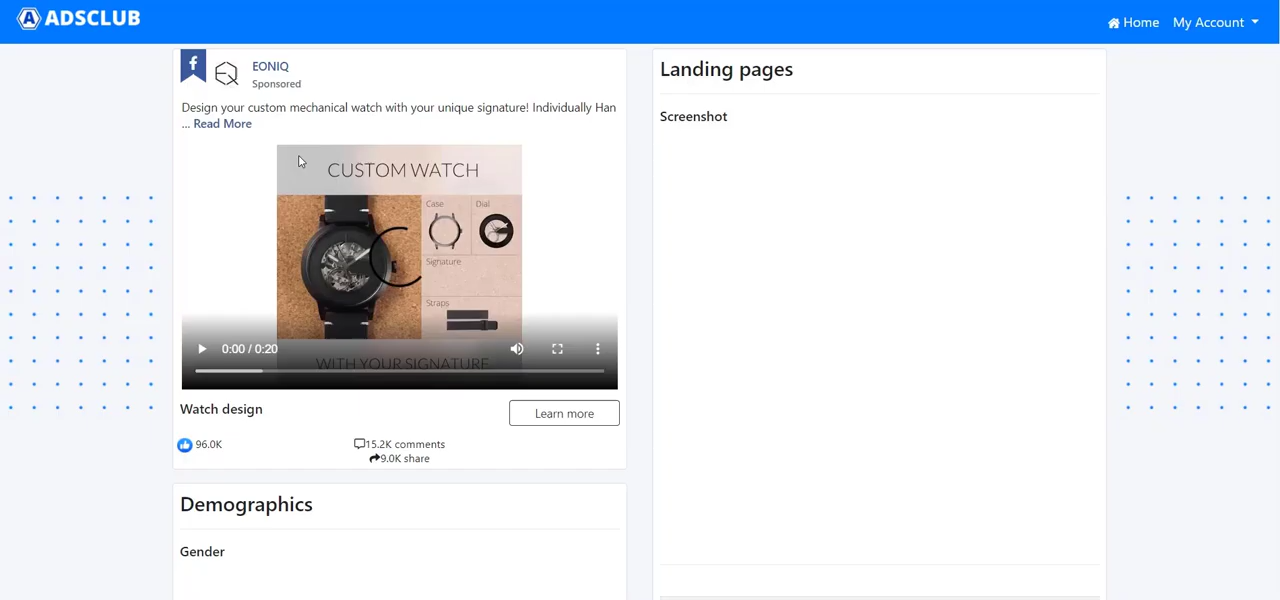 ADSCLUB
Home My Account
EONIQ
Sponsored
Design your custom mechanical watch with your unique signature! Individually Han
... Read More
CUSTOM WATCH
Case Dial
Signature
Straps
0:00 / 0:20
WITH YOUR SIGNATURE
Watch design
Learn more
96.0K
15.2K comments
9.0K share
Demographics
Gender
Landing pages
Screenshot